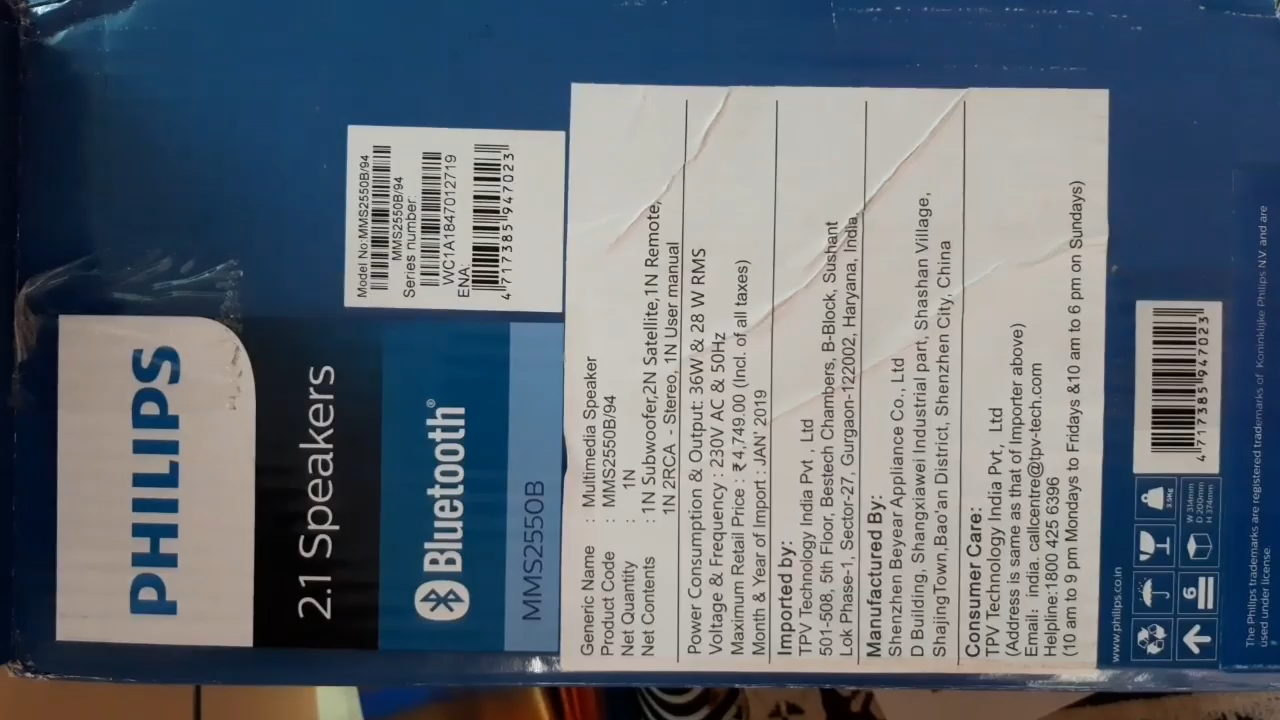 PHILIPS
2.1 Speakers
Bluetooth®
MMS2550B
Model No:MMS2550B/94
MMS2550B/94
Series number:
WC1A1847012719
ENA:
4 717385 947023
Generic Name : Multimedia Speaker
Product Code : MMS2550B/94
Net Quantity : 1N
Net Contents : 1N Subwoofer,2N Satellite,1N Remote,
1N 2RCA - Stereo, 1N User manual
Power Consumption & Output: 36W & 28 W RMS
Voltage & Frequency : 230V AC & 50Hz
Maximum Retail Price : ₹ 4,749.00 (Incl. of all taxes)
Month & Year of Import : JAN' 2019
Imported by:
TPV Technology India Pvt, Ltd
501-508, 5th Floor, Bestech Chambers, B-Block, Sushant
Lok Phase-1, Sector-27, Gurgaon-122002, Haryana, India,
Manufactured By:
Shenzhen Beyear Appliance Co., Ltd
D Building, Shangxiawei Industrial part, Shashan Village,
ShajingTown,Bao'an District, Shenzhen City, China
Consumer Care:
TPV Technology India Pvt, Ltd
(Address is same as that of Importer above)
Email: india. callcentre@tpv-tech.com
Helpline:1800 4425 6396
(10 am to 9 pm Mondays to Fridays &10 am to 6 pm on Sundays)
www.philips.co.in
6
3.5Kg
W 314mm
D 200mm
H 374mm
4 717385 947023
The Philips trademarks are registered trademarks of Koninklijke Philips N.V. and are
used under license.